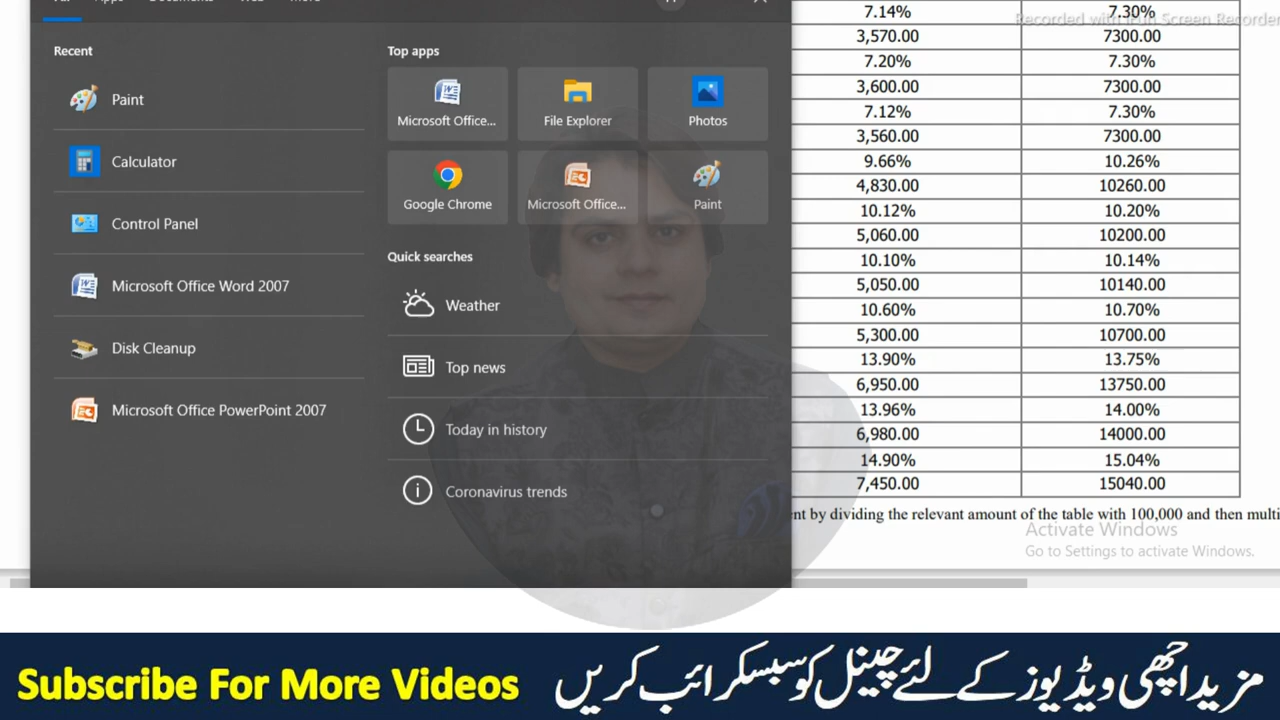 All Apps Documents Web More
Recent
Paint
Calculator
Control Panel
Microsoft Office Word 2007
Disk Cleanup
Microsoft Office PowerPoint 2007
Top apps
Microsoft Office... File Explorer Photos
Google Chrome Microsoft Office... Paint
Quick searches
Weather
Top news
Today in history
Coronavirus trends
7.14% 7.30%
3,570.00 7300.00
7.20% 7.30%
3,600.00 7300.00
7.12% 7.30%
3,560.00 7300.00
9.66% 10.26%
4,830.00 10260.00
10.12% 10.20%
5,060.00 10200.00
10.10% 10.14%
5,050.00 10140.00
10.60% 10.70%
5,300.00 10700.00
13.90% 13.75%
6,950.00 13750.00
13.96% 14.00%
6,980.00 14000.00
14.90% 15.04%
7,450.00 15040.00
nt by dividing the relevant amount of the table with 100,000 and then multi
Recorded with iFun Screen Recorder
Activate Windows
Go to Settings to activate Windows.
Subscribe For More Videos مزید اچھی ویڈیوز کے لئے چینل کو سبسکرائب کریں